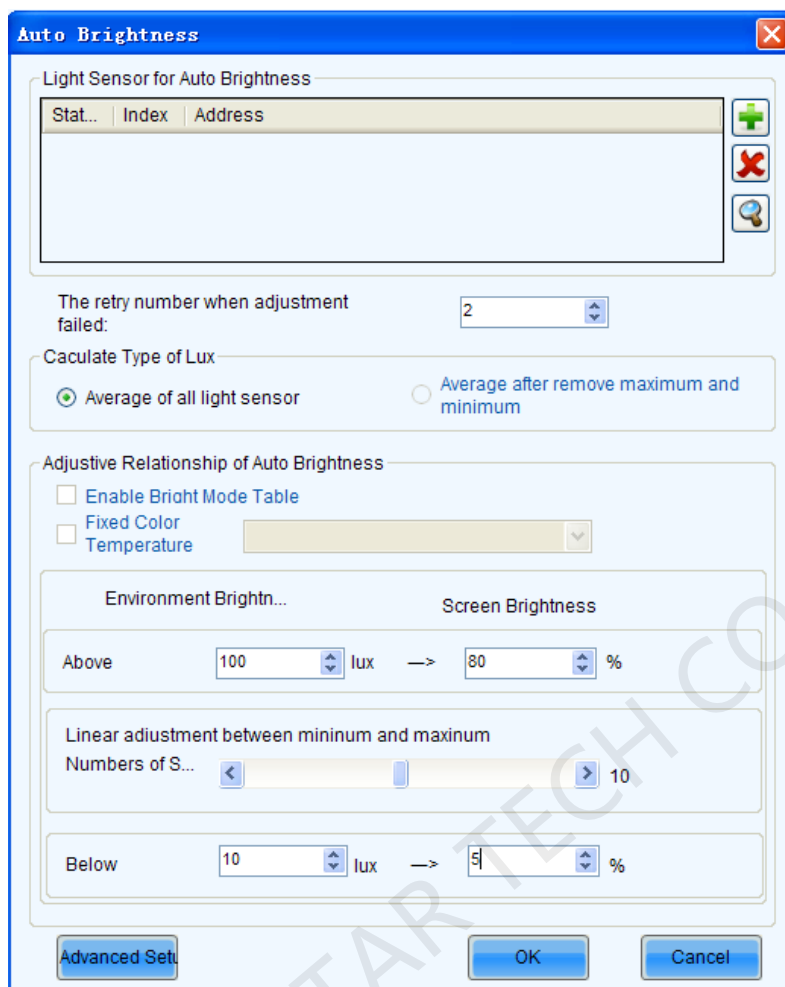 Auto Brightness
Light Sensor for Auto Brightness
Stat... Index Address
The retry number when adjustment
failed:
2
Caculate Type of Lux
Average of all light sensor
Average after remove maximum and
minimum
Adjustive Relationship of Auto Brightness
Enable Bright Mode Table
Fixed Color
Temperature
Environment Brightn... Screen Brightness
Above 100 lux —> 80 %
Linear adiustment between mininum and maxinum
Numbers of S... 10
Below 10 lux —> 5 %
Advanced Setu OK Cancel
TAR TECH CO